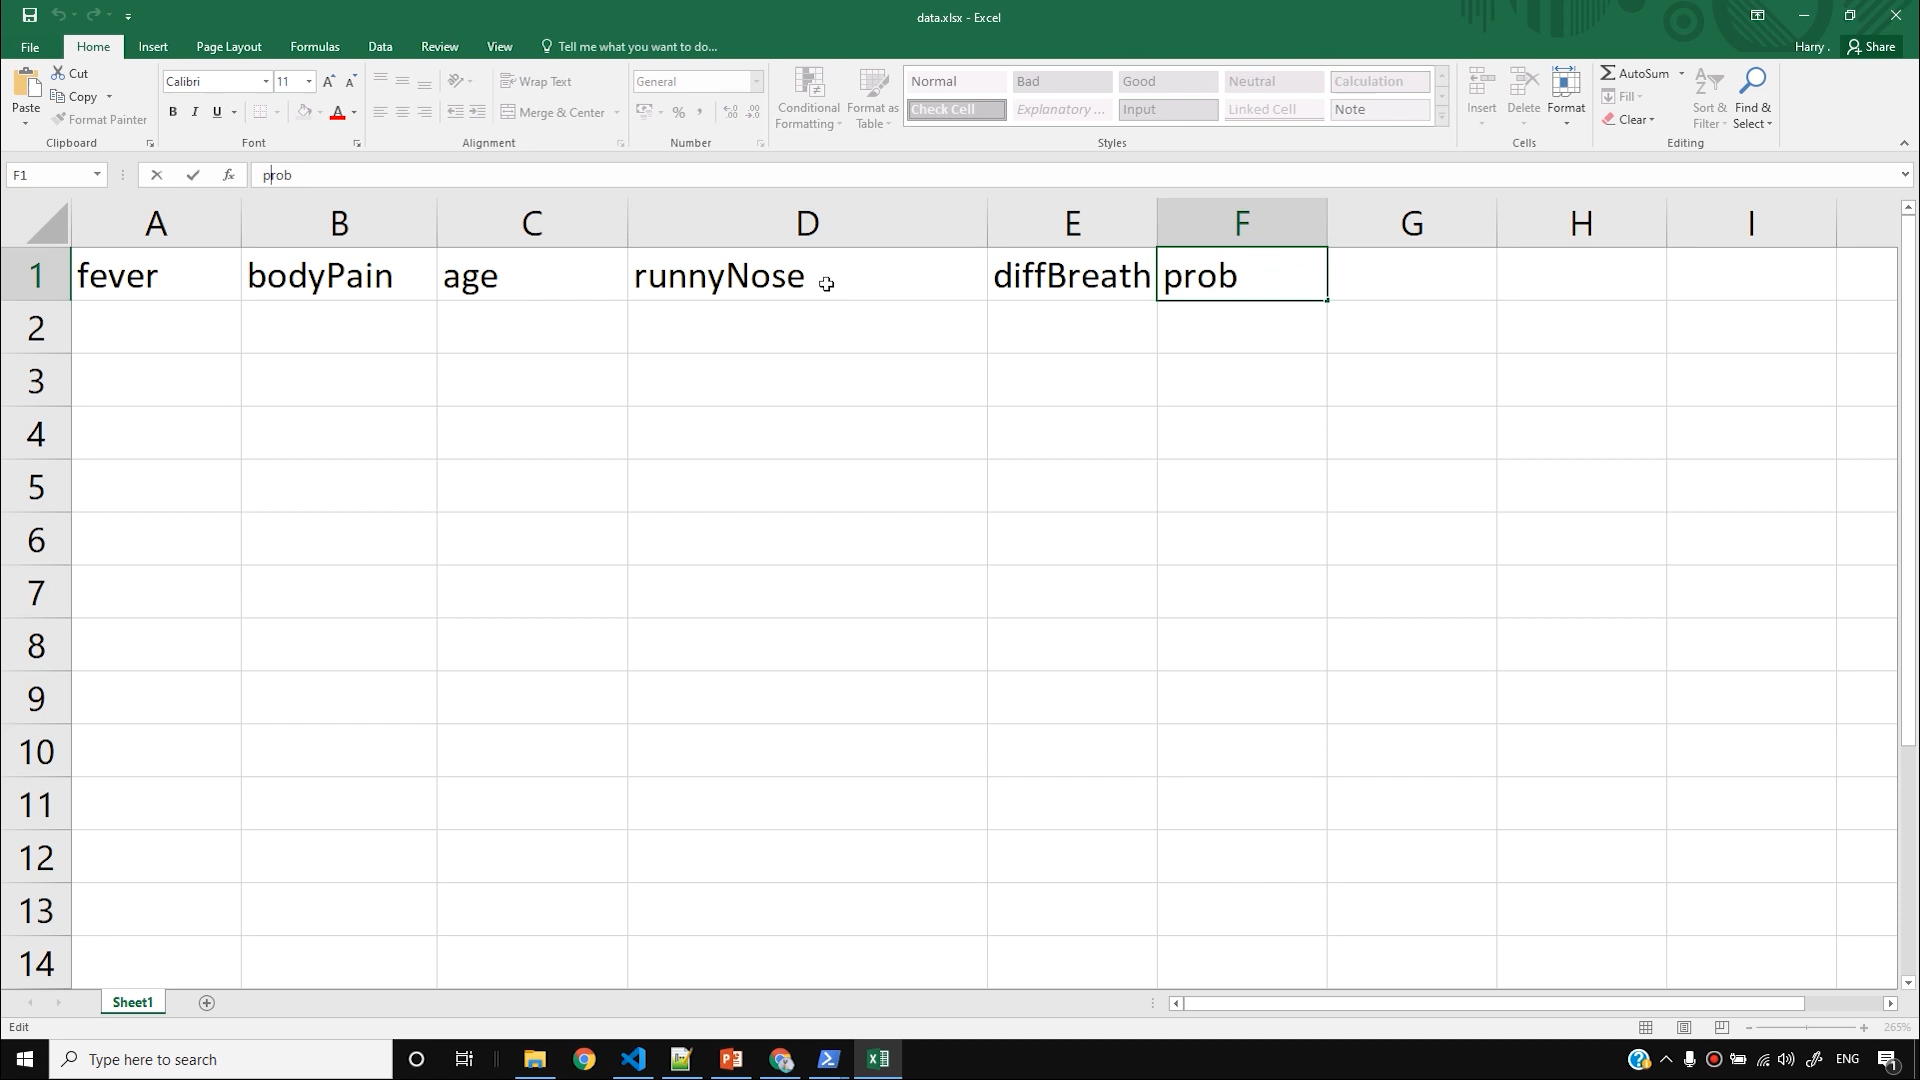 data.xlsx - Excel
File Home Insert Page Layout Formulas Data Review View Tell me what you want to do... Harry . Share
Paste Cut Copy Format Painter Clipboard
Calibri 11 B I U Font
Wrap Text Merge & Center Alignment
General % Number
Conditional Formatting Format as Table
Normal Bad Good Neutral Calculation
Check Cell Explanatory ... Input Linked Cell Note
Styles
Insert Delete Format Cells
AutoSum Fill Clear Sort & Filter Find & Select Editing
F1 fx prob
A B C D E F G H I
1 fever bodyPain age runnyNose diffBreath prob
2
3
4
5
6
7
8
9
10
11
12
13
14
Sheet1
Edit 265%
Type here to search ENG 1